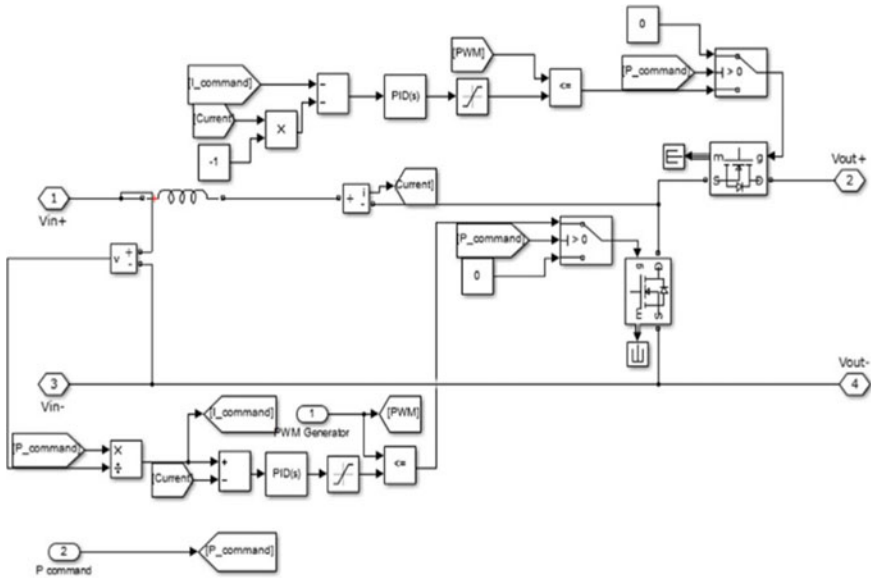 0
[PWM]
[I_command]
[P_command]
> 0
PID(s)
<=
[Current]
X
-1
m
g
S
D
Vout+
2
1
Vin+
+
i
-
Current]
[P_command]
> 0
0
v
+
-
g
D
m
S
3
Vin-
Vout-
4
[I_command]
1
PWM Generator
[PWM]
[P_command]
X
÷
[Current]
+
-
PID(s)
<=
2
P command
[P_command]